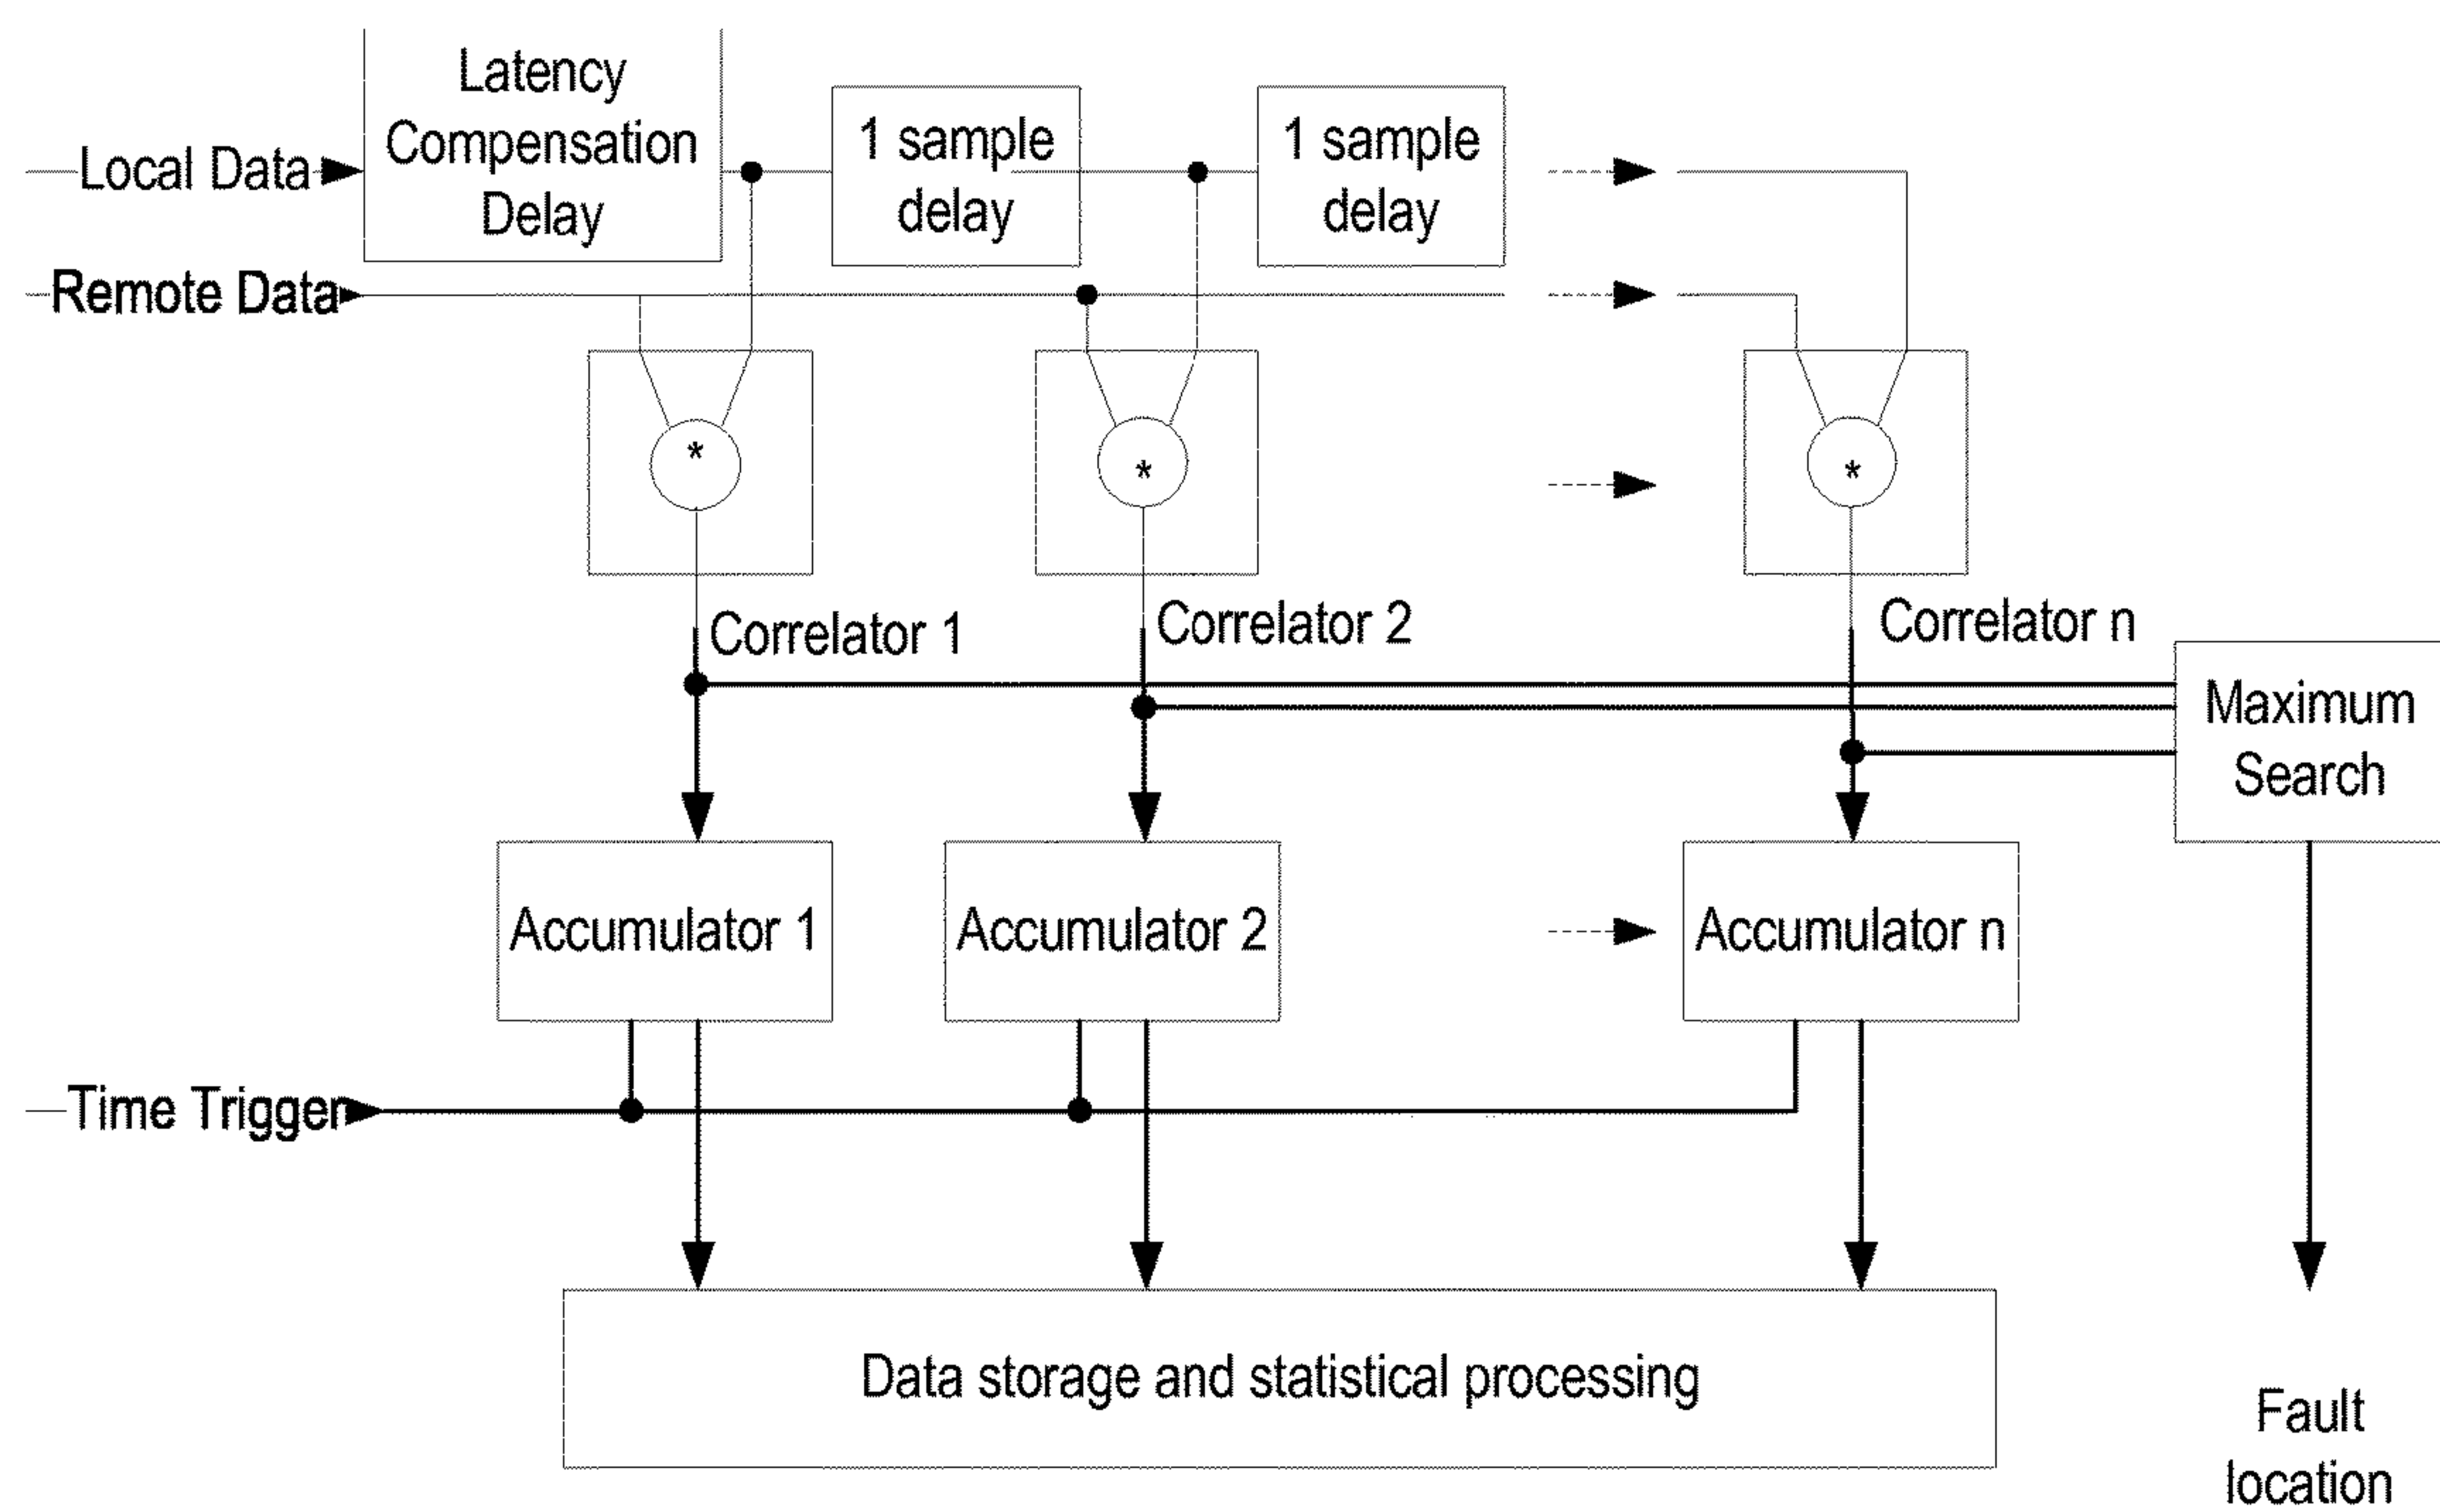 Latency
Compensation
Delay
1 sample
delay
1 sample
delay
Local Data
Remote Data
*
*
*
Correlator 1
Correlator 2
Correlator n
Maximum
Search
Accumulator 1
Accumulator 2
Accumulator n
Time Trigger
Data storage and statistical processing
Fault
location